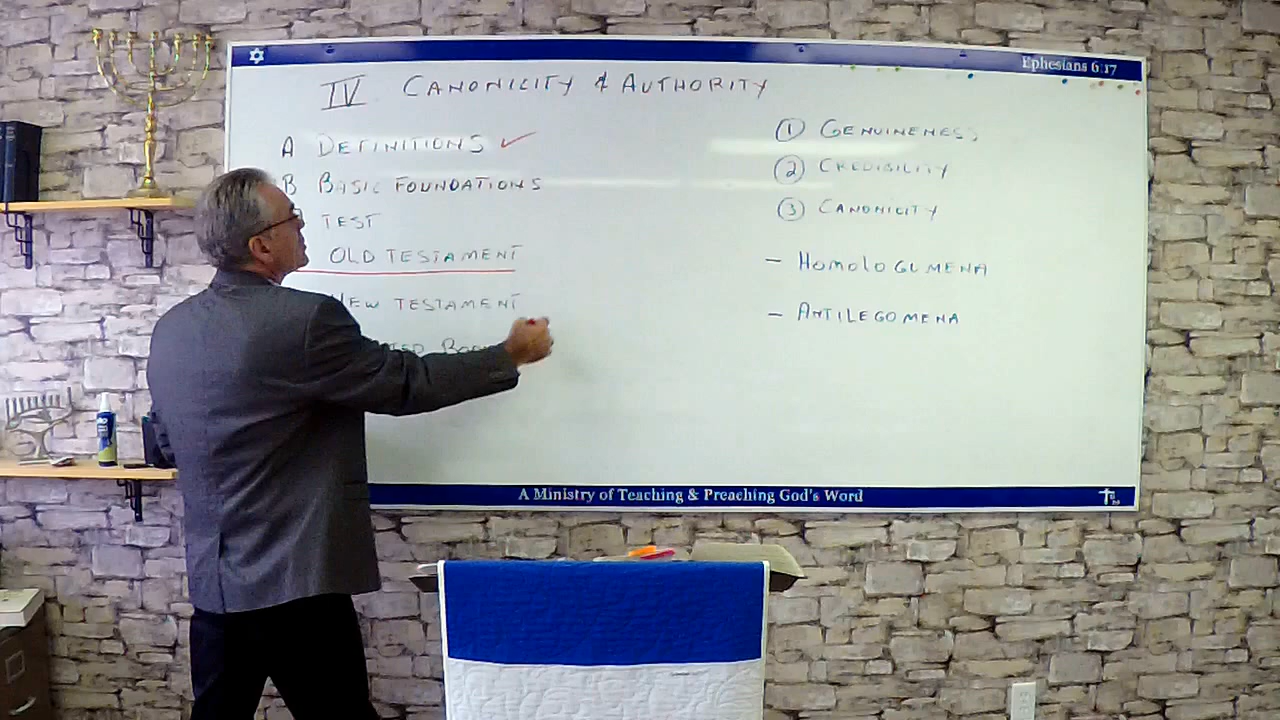 Ephesians 6:17
IV CANONICITY & AUTHORITY
A DEFINITIONS ✓
B BASIC FOUNDATIONS
TEST
OLD TESTAMENT
NEW TESTAMENT
① GENUINENESS
② CREDIBILITY
③ CANONICITY
- HOMOLOGUMENA
- ANTILEGOMENA
A Ministry of Teaching & Preaching God's Word